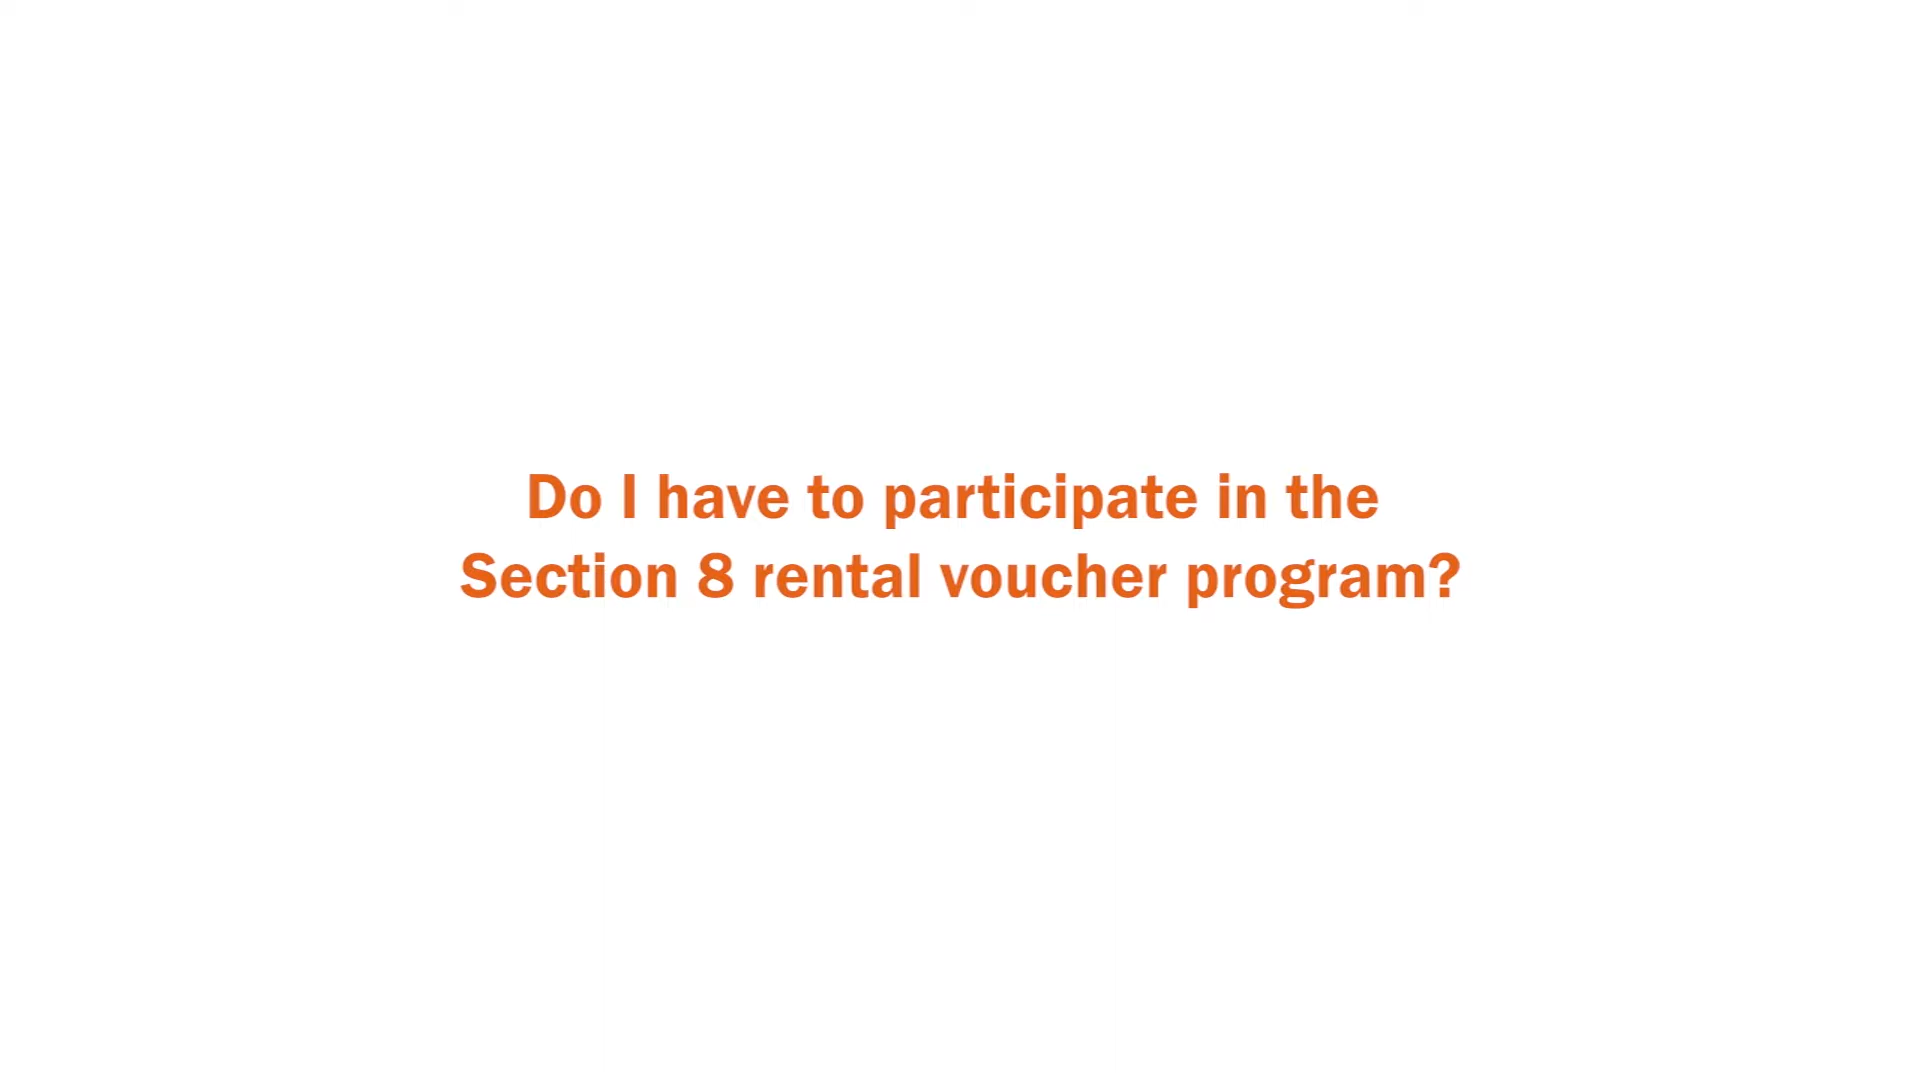 Do I have to participate in the
Section 8 rental voucher program?